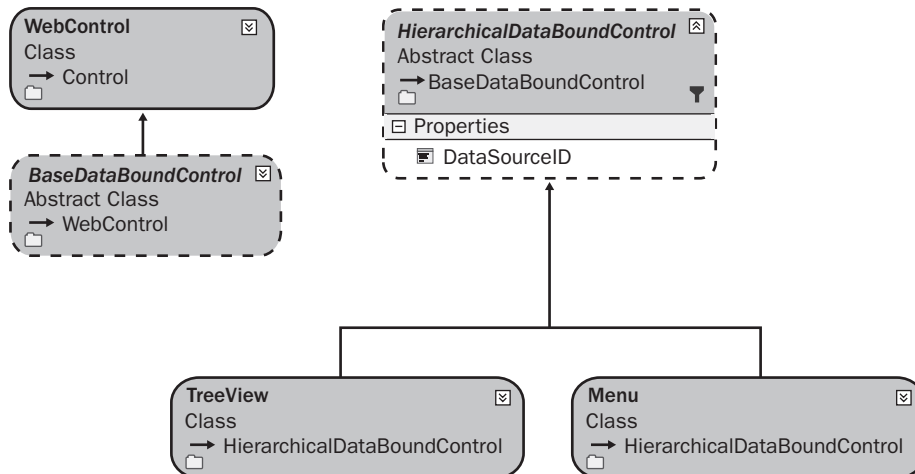 WebControl
Class
Control
BaseDataBoundControl
Abstract Class
WebControl
HierarchicalDataBoundControl
Abstract Class
BaseDataBoundControl
Properties
DataSourceID
TreeView
Class
HierarchicalDataBoundControl
Menu
Class
HierarchicalDataBoundControl